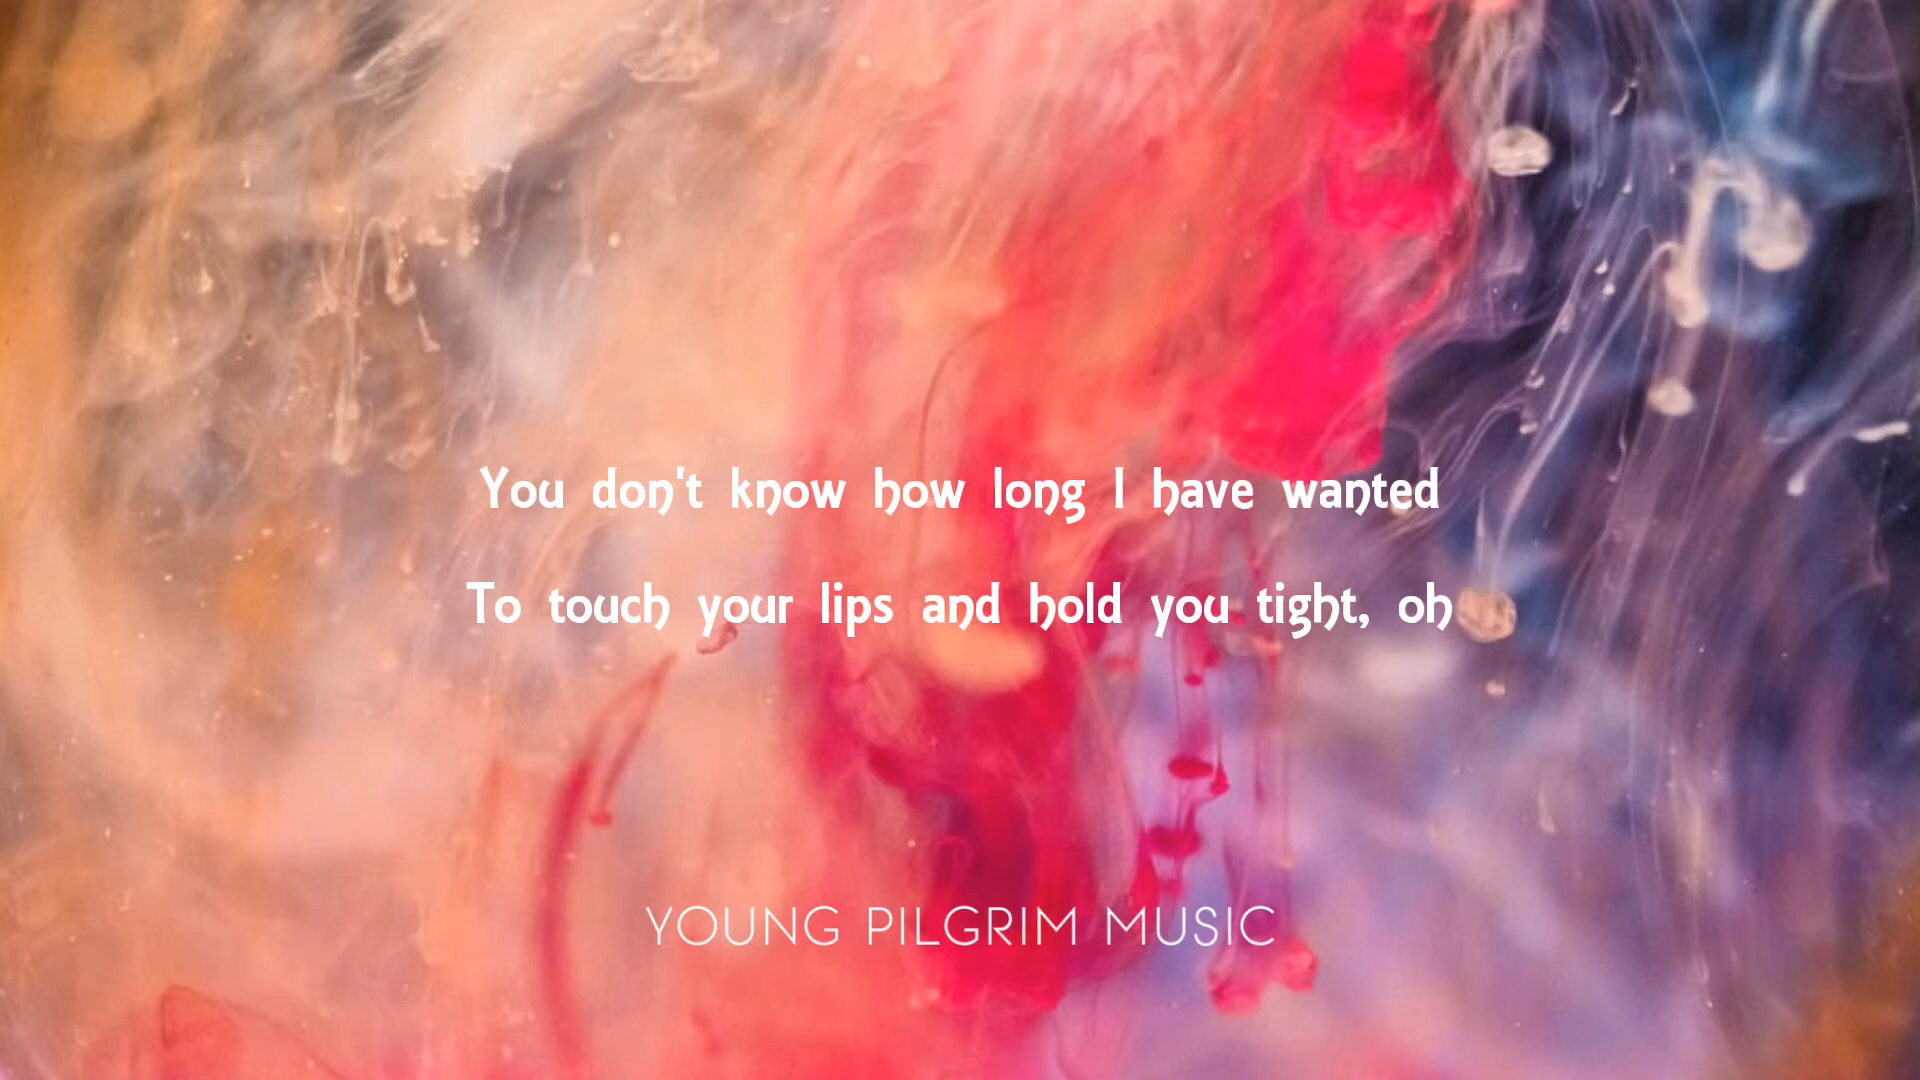 You don't know how long I have wanted
To touch your lips and hold you tight, oh
YOUNG PILGRIM MUSIC